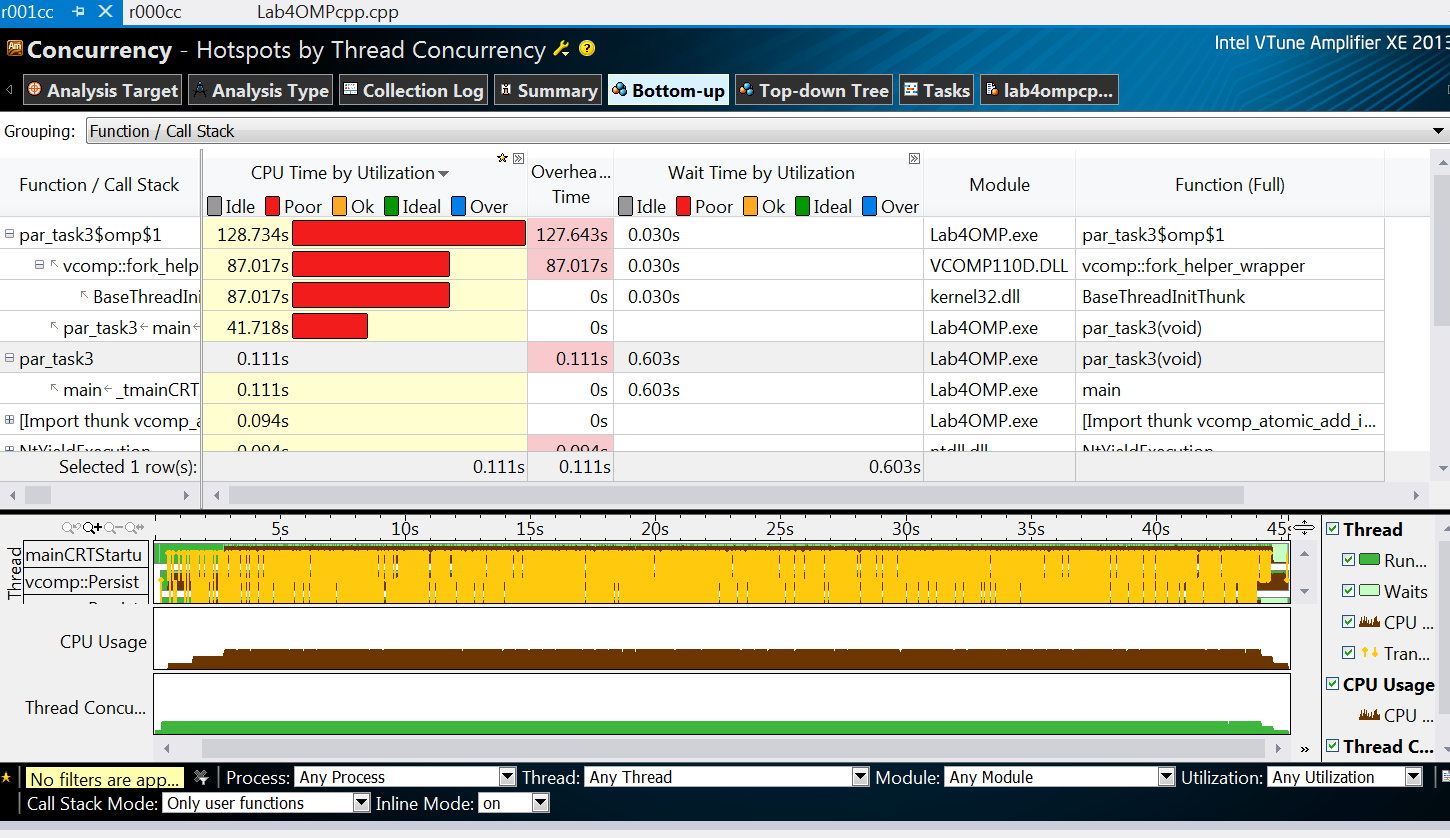 r001cc r000cc Lab4OMPcpp.cpp
Am Concurrency - Hotspots by Thread Concurrency ? Intel VTune Amplifier XE 2013
Analysis Target Analysis Type Collection Log Summary Bottom-up Top-down Tree Tasks lab4ompcp...
Grouping: Function / Call Stack
Function / Call Stack CPU Time by Utilization Overhea... Time Wait Time by Utilization Module Function (Full)
Idle Poor Ok Ideal Over Idle Poor Ok Ideal Over
par_task3$omp$1 128.734s 127.643s 0.030s Lab4OMP.exe par_task3$omp$1
vcomp::fork_help 87.017s 87.017s 0.030s VCOMP110D.DLL vcomp::fork_helper_wrapper
BaseThreadIni 87.017s 0s 0.030s kernel32.dll BaseThreadInitThunk
par_task3 ← main ← 41.718s 0s Lab4OMP.exe par_task3(void)
par_task3 0.111s 0.111s 0.603s Lab4OMP.exe par_task3(void)
main ← _tmainCRT 0.111s 0s 0.603s Lab4OMP.exe main
[Import thunk vcomp_a 0.094s 0s Lab4OMP.exe [Import thunk vcomp_atomic_add_i...
NtYieldExecution 0.094s 0.094s ntdll.dll NtYieldExecution
Selected 1 row(s): 0.111s 0.111s 0.603s
5s 10s 15s 20s 25s 30s 35s 40s 45s
Thread
mainCRTStartu
vcomp::Persist
CPU Usage
Thread Concu...
Thread
Run...
Waits
CPU ...
Tran...
CPU Usage
CPU ...
Thread C...
No filters are app... Process: Any Process Thread: Any Thread Module: Any Module Utilization: Any Utilization
Call Stack Mode: Only user functions Inline Mode: on